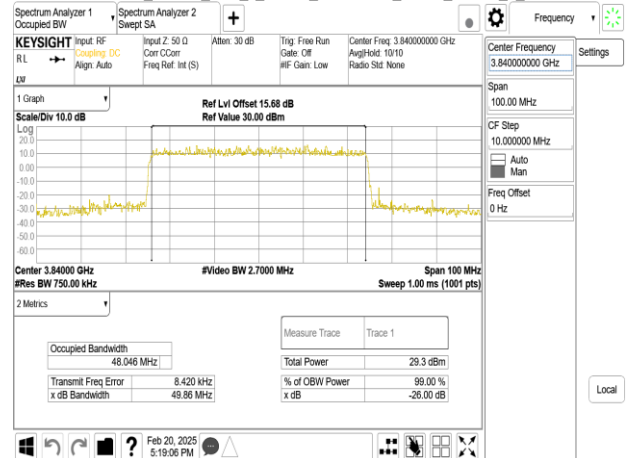 Spectrum Analyzer 1
Occupied BW
Spectrum Analyzer 2
Swept SA
+
Frequency
KEYSIGHT
RL
LXI
Input: RF
Coupling: DC
Align: Auto
Input Z: 50 Ω
Corr CCorr
Freq Ref: Int (S)
Atten: 30 dB
Trig: Free Run
Gate: Off
#IF Gain: Low
Center Freq: 3.840000000 GHz
Avg|Hold: 10/10
Radio Std: None
Center Frequency
3.840000000 GHz
Settings
Span
100.00 MHz
CF Step
10.000000 MHz
Auto
Man
Freq Offset
0 Hz
Local
1 Graph
Scale/Div 10.0 dB
Ref Lvl Offset 15.68 dB
Ref Value 30.00 dBm
Log
20.0
10.0
0.00
-10.0
-20.0
-30.0
-40.0
-50.0
-60.0
Center 3.84000 GHz
#Video BW 2.7000 MHz
Span 100 MHz
#Res BW 750.00 kHz
Sweep 1.00 ms (1001 pts)
2 Metrics
Measure Trace Trace 1
Occupied Bandwidth
48.046 MHz
Total Power 29.3 dBm
Transmit Freq Error 8.420 kHz
% of OBW Power 99.00 %
x dB Bandwidth 49.86 MHz
x dB -26.00 dB
?
Feb 20, 2025
5:19:06 PM